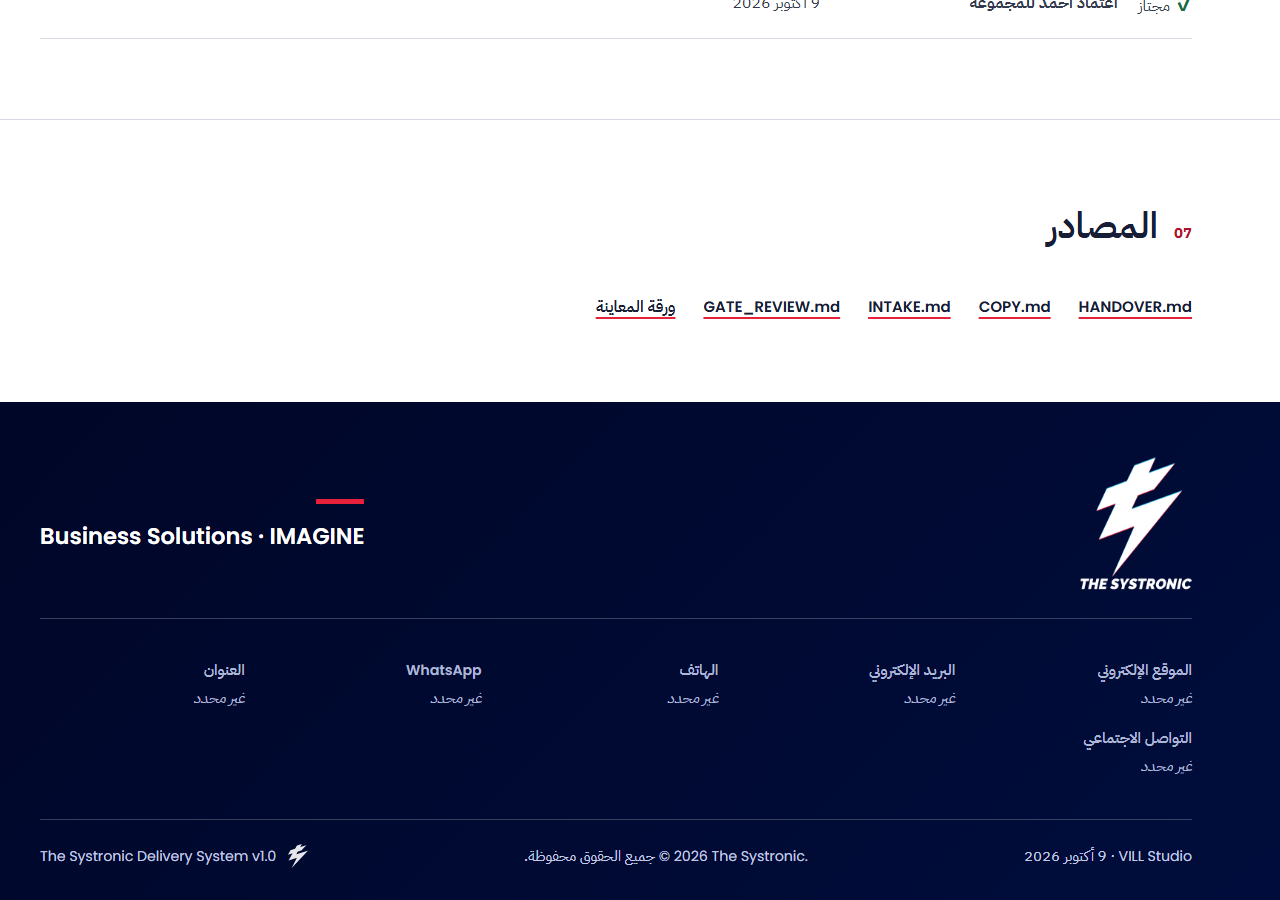 ✓ مجتاز اعتماد أحمد للمجموعة 9 أكتوبر 2026
07 المصادر
HANDOVER.md COPY.md INTAKE.md GATE_REVIEW.md ورقة المعاينة
THE SYSTRONIC
Business Solutions · IMAGINE
الموقع الإلكتروني البريد الإلكتروني الهاتف WhatsApp العنوان
غير محدد غير محدد غير محدد غير محدد غير محدد
التواصل الاجتماعي
غير محدد
VILL Studio · 9 أكتوبر 2026
© 2026 The Systronic. جميع الحقوق محفوظة.
The Systronic Delivery System v1.0